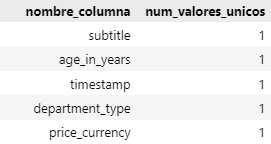 nombre_columna num_valores_unicos
subtitle 1
age_in_years 1
timestamp 1
department_type 1
price_currency 1